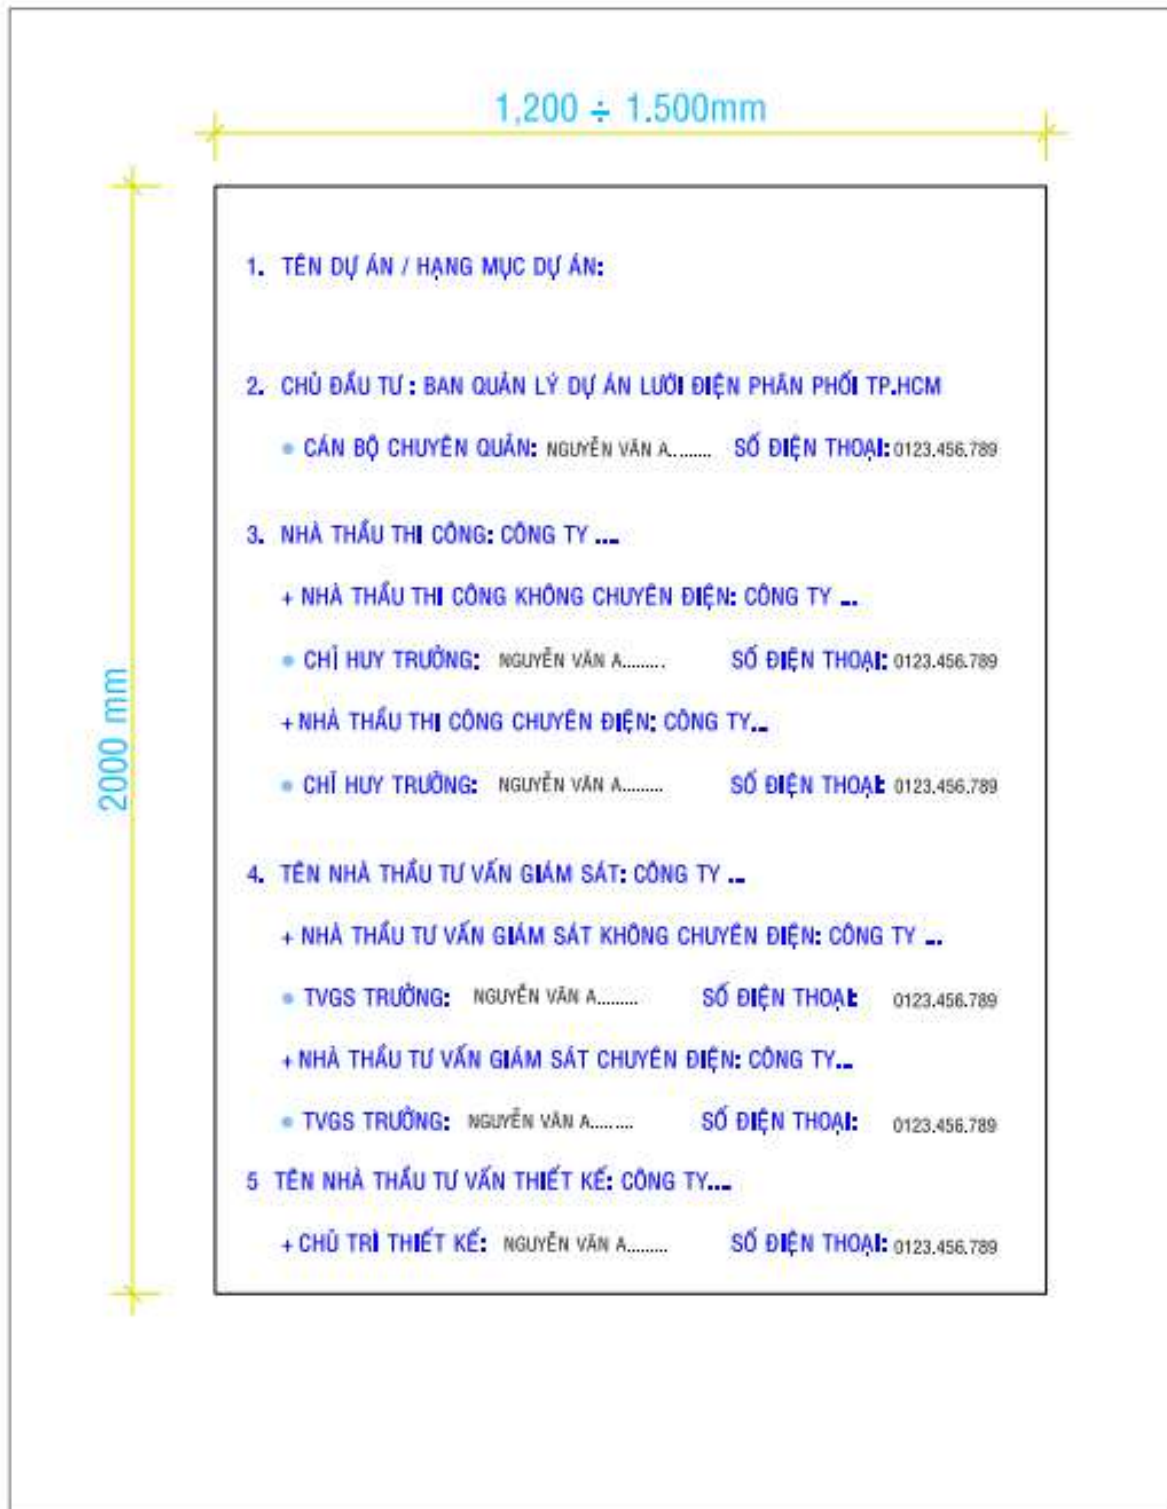 1,200 ÷ 1.500mm
2000 mm
1. TÊN DỰ ÁN / HẠNG MỤC DỰ ÁN:
2. CHỦ ĐẦU TƯ : BAN QUẢN LÝ DỰ ÁN LƯỚI ĐIỆN PHÂN PHỐI TP.HCM
• CÁN BỘ CHUYÊN QUẢN: NGUYỄN VĂN A......... SỐ ĐIỆN THOẠI: 0123.456.789
3. NHÀ THẦU THI CÔNG: CÔNG TY ....
+ NHÀ THẦU THI CÔNG KHÔNG CHUYÊN ĐIỆN: CÔNG TY ...
• CHỈ HUY TRƯỞNG: NGUYỄN VĂN A......... SỐ ĐIỆN THOẠI: 0123.456.789
+ NHÀ THẦU THI CÔNG CHUYÊN ĐIỆN: CÔNG TY...
• CHỈ HUY TRƯỞNG: NGUYỄN VĂN A......... SỐ ĐIỆN THOẠI: 0123.456.789
4. TÊN NHÀ THẦU TƯ VẤN GIÁM SÁT: CÔNG TY ...
+ NHÀ THẦU TƯ VẤN GIÁM SÁT KHÔNG CHUYÊN ĐIỆN: CÔNG TY ...
• TVGS TRƯỞNG: NGUYỄN VĂN A......... SỐ ĐIỆN THOẠI: 0123.456.789
+ NHÀ THẦU TƯ VẤN GIÁM SÁT CHUYÊN ĐIỆN: CÔNG TY...
• TVGS TRƯỞNG: NGUYỄN VĂN A......... SỐ ĐIỆN THOẠI: 0123.456.789
5 TÊN NHÀ THẦU TƯ VẤN THIẾT KẾ: CÔNG TY....
+ CHỦ TRÌ THIẾT KẾ: NGUYỄN VĂN A......... SỐ ĐIỆN THOẠI: 0123.456.789